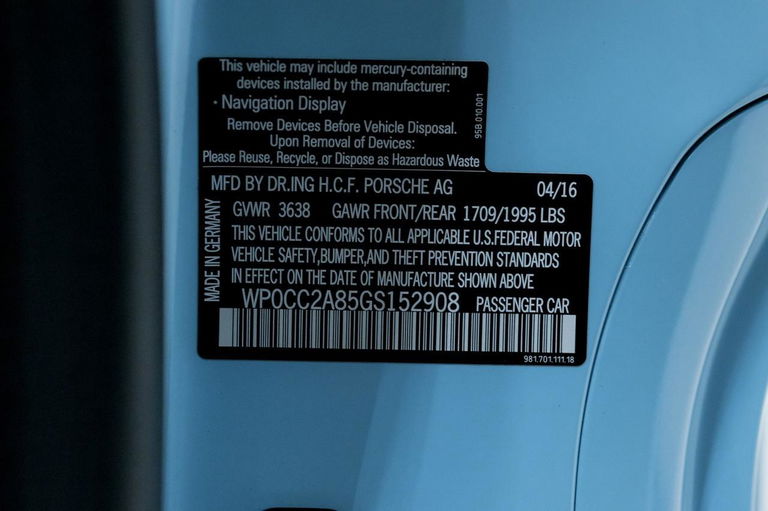 This vehicle may include mercury-containing
devices installed by the manufacturer:
· Navigation Display
Remove Devices Before Vehicle Disposal.
Upon Removal of Devices:
Please Reuse, Recycle, or Dispose as Hazardous Waste
95B 010.001
MFD BY DR.ING H.C.F. PORSCHE AG 04/16
GVWR 3638 GAWR FRONT/REAR 1709/1995 LBS
THIS VEHICLE CONFORMS TO ALL APPLICABLE U.S.FEDERAL MOTOR
VEHICLE SAFETY,BUMPER,AND THEFT PREVENTION STANDARDS
IN EFFECT ON THE DATE OF MANUFACTURE SHOWN ABOVE
MADE IN GERMANY
WP0CC2A85GS152908 PASSENGER CAR
981.701.111.18